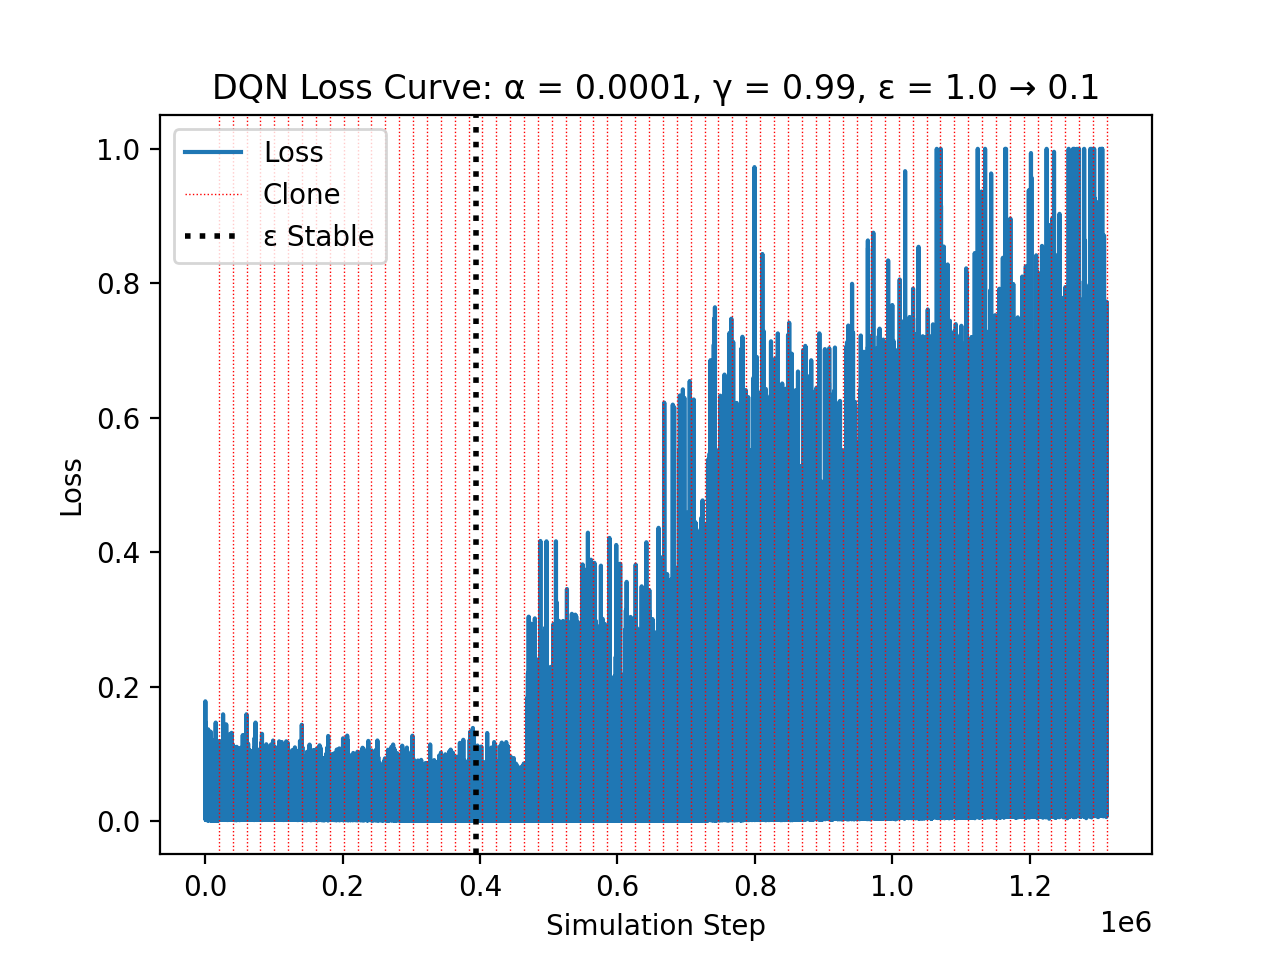 DQN Loss Curve: α = 0.0001, γ = 0.99, ε = 1.0 → 0.1
Loss
Clone
ε Stable
1.0
0.8
0.6
0.4
0.2
0.0
Loss
0.0 0.2 0.4 0.6 0.8 1.0 1.2
1e6
Simulation Step